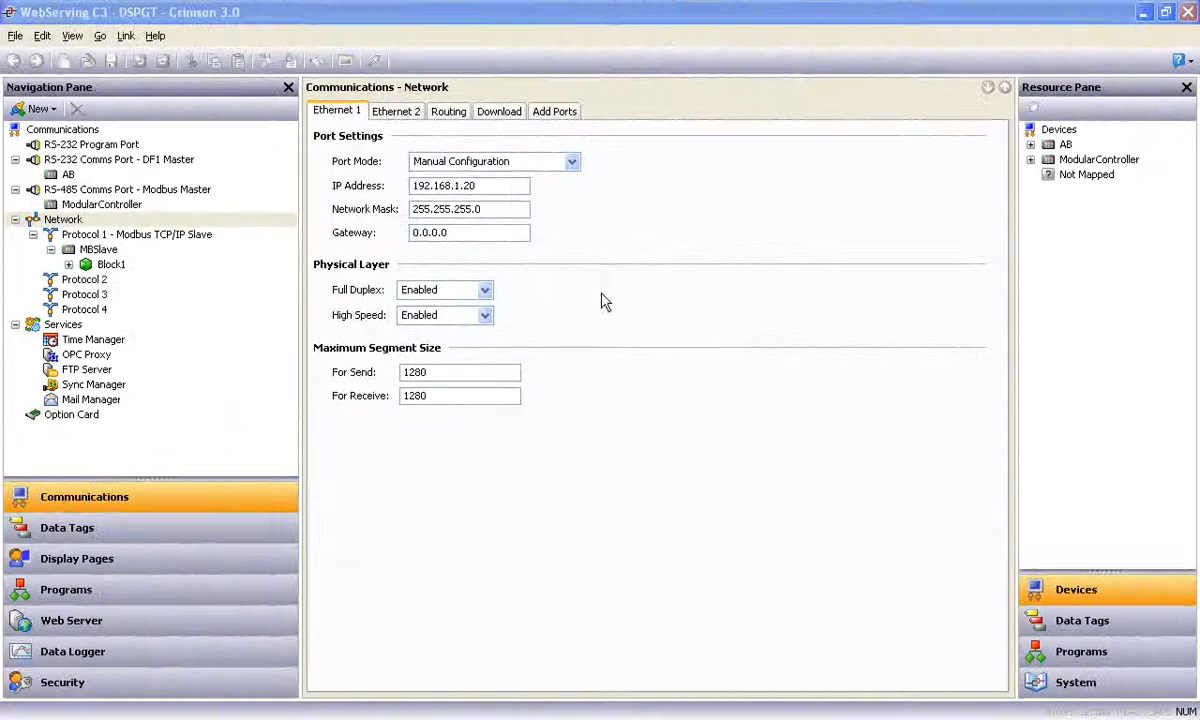 WebServing C3 - DSPGT - Crimson 3.0
File Edit View Go Link Help
Navigation Pane
New
Communications
RS-232 Program Port
RS-232 Comms Port - DF1 Master
AB
RS-485 Comms Port - Modbus Master
ModularController
Network
Protocol 1 - Modbus TCP/IP Slave
MBSlave
Block1
Protocol 2
Protocol 3
Protocol 4
Services
Time Manager
OPC Proxy
FTP Server
Sync Manager
Mail Manager
Option Card
Communications
Data Tags
Display Pages
Programs
Web Server
Data Logger
Security
Communications - Network
Ethernet 1 Ethernet 2 Routing Download Add Ports
Port Settings
Port Mode: Manual Configuration
IP Address: 192.168.1.20
Network Mask: 255.255.255.0
Gateway: 0.0.0.0
Physical Layer
Full Duplex: Enabled
High Speed: Enabled
Maximum Segment Size
For Send: 1280
For Receive: 1280
Resource Pane
Devices
AB
ModularController
Not Mapped
Devices
Data Tags
Programs
System
NUM